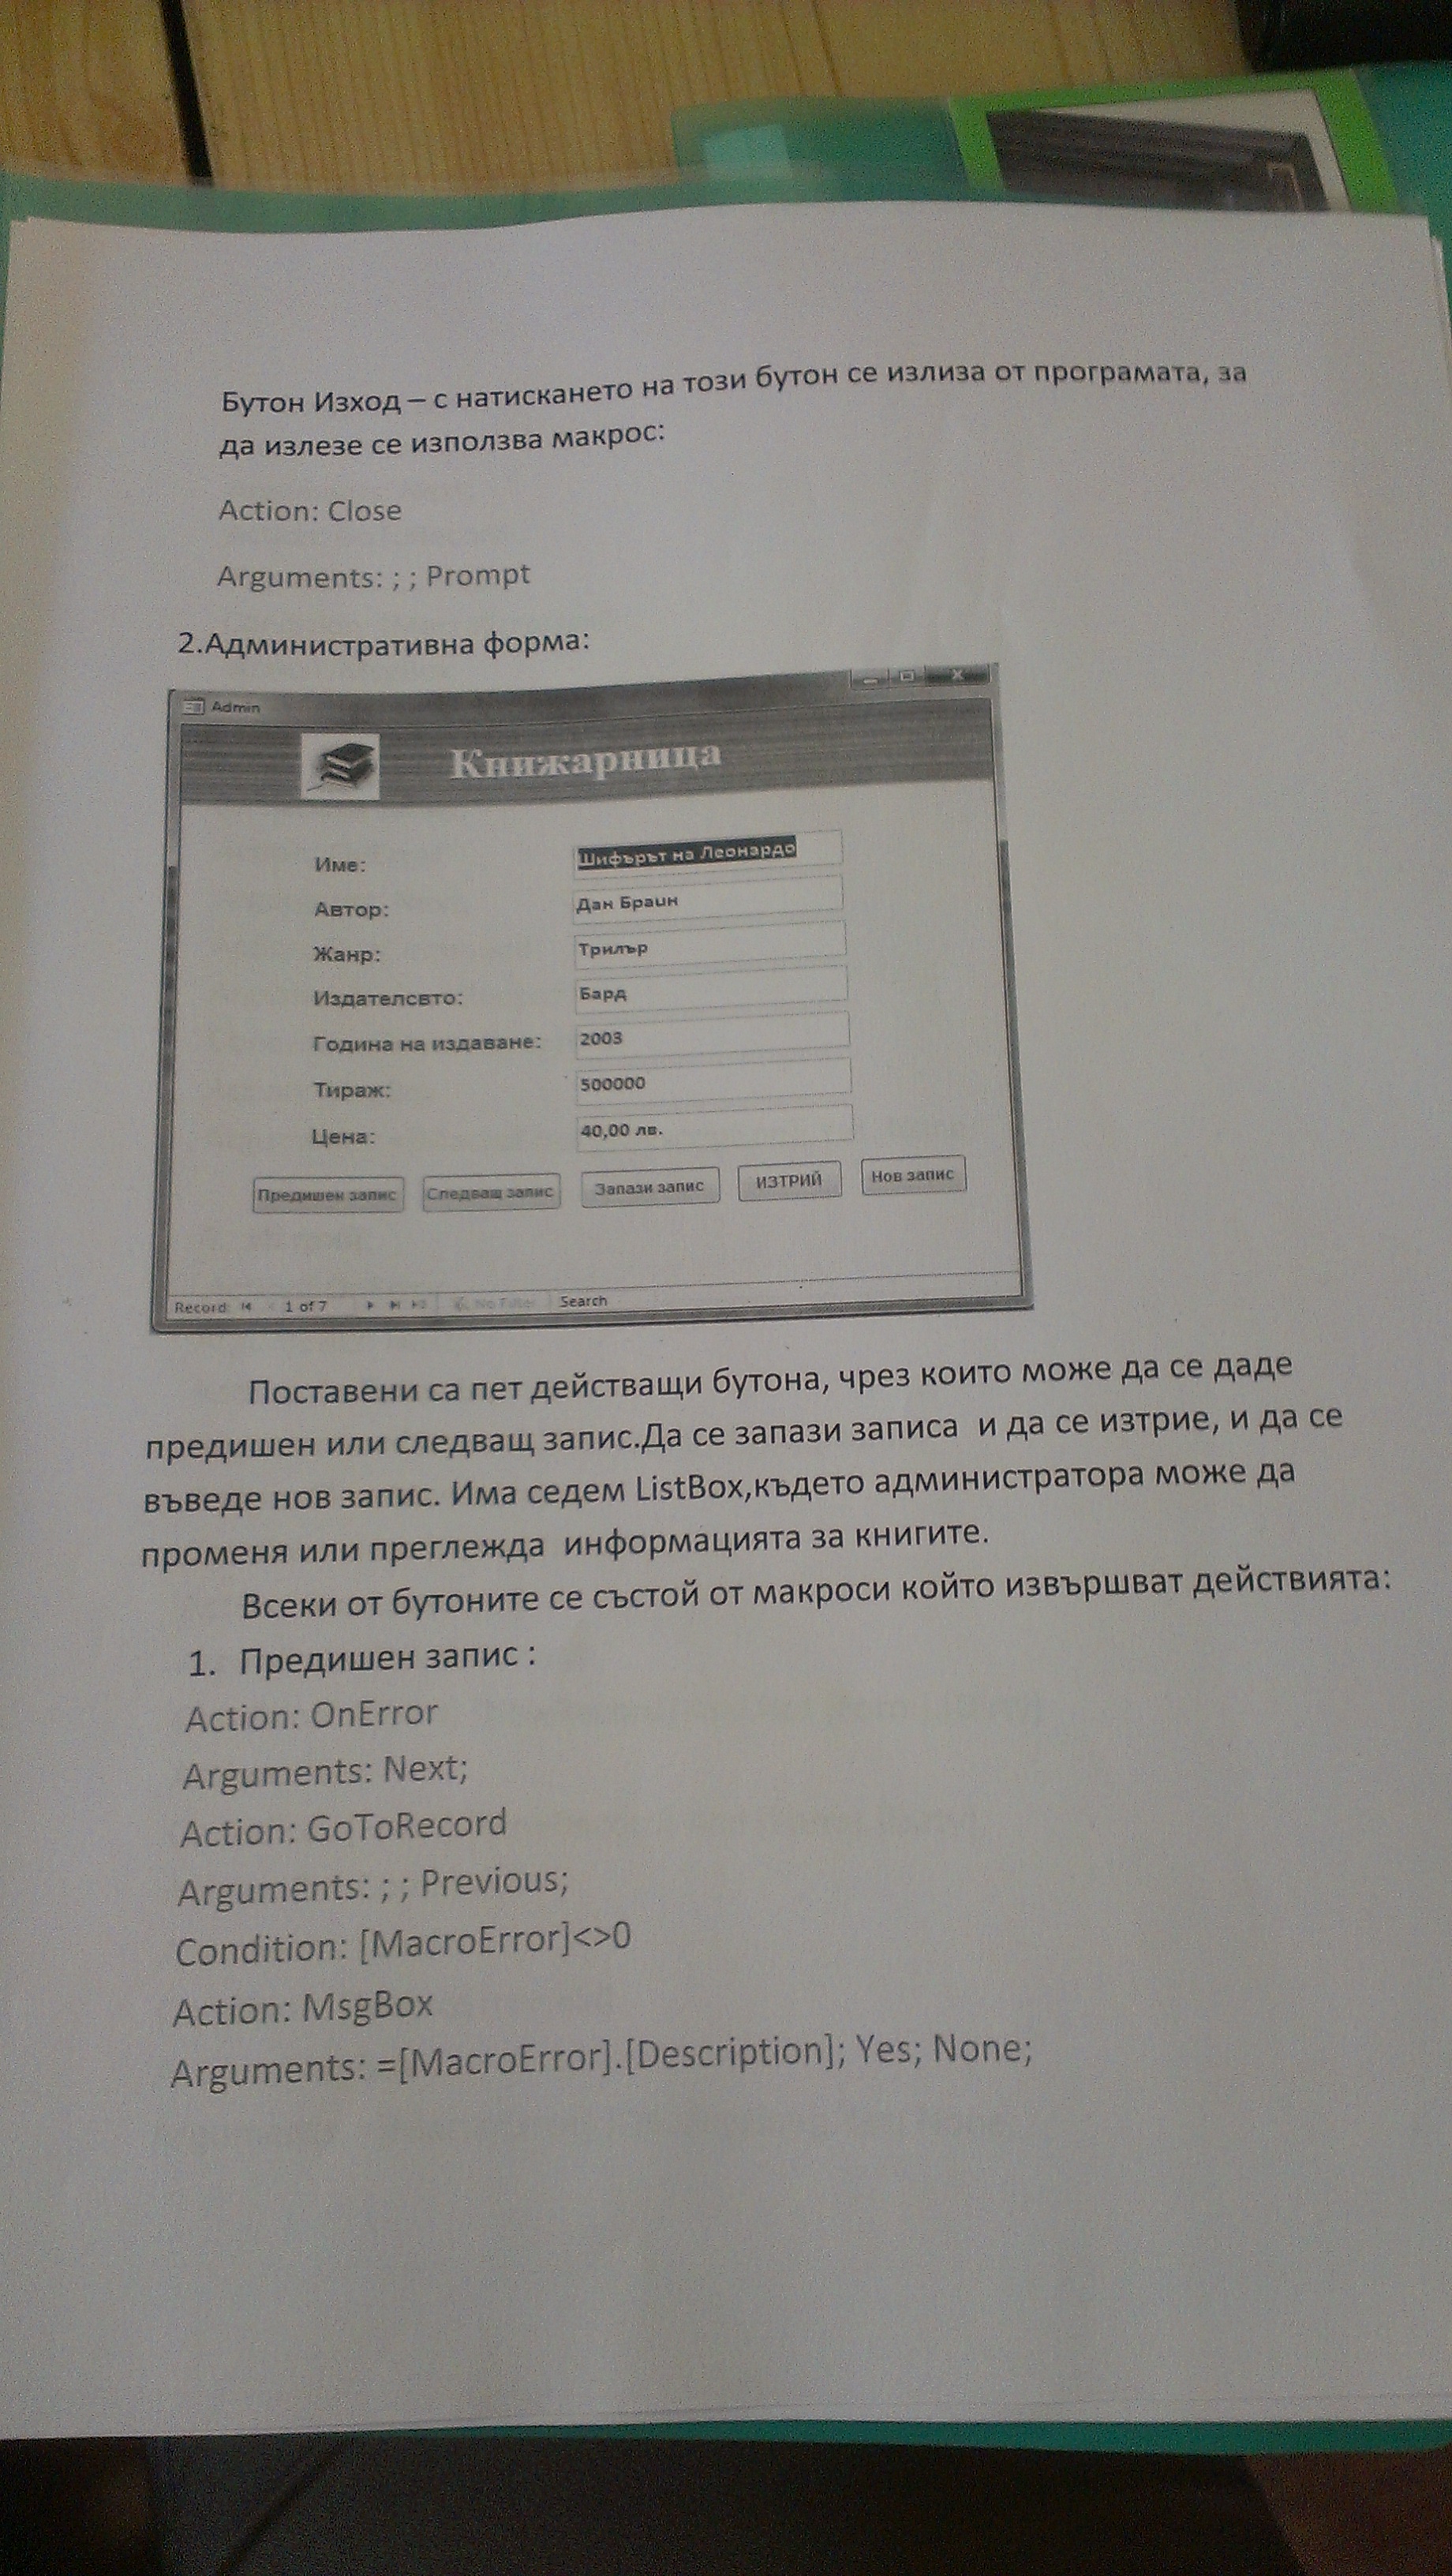 Бутон Изход – с натискането на този бутон се излиза от програмата, за
да излезе се използва макрос:
Action: Close
Arguments: ; ; Prompt
2.Административна форма:
Admin
Книжарница
Име: Шифърът на Леонардо
Автор: Дан Браун
Жанр: Трилър
Издателсвто: Бард
Година на издаване: 2003
Тираж: 500000
Цена: 40,00 лв.
Предишен запис Следващ запис Запази запис ИЗТРИЙ Нов запис
Record: 1 of 7 No Filter Search
Поставени са пет действащи бутона, чрез които може да се даде
предишен или следващ запис.Да се запази записа и да се изтрие, и да се
въведе нов запис. Има седем ListBox,където администратора може да
променя или преглежда информацията за книгите.
Всеки от бутоните се състой от макроси който извършват действията:
1. Предишен запис :
Action: OnError
Arguments: Next;
Action: GoToRecord
Arguments: ; ; Previous;
Condition: [MacroError]<>0
Action: MsgBox
Arguments: =[MacroError].[Description]; Yes; None;